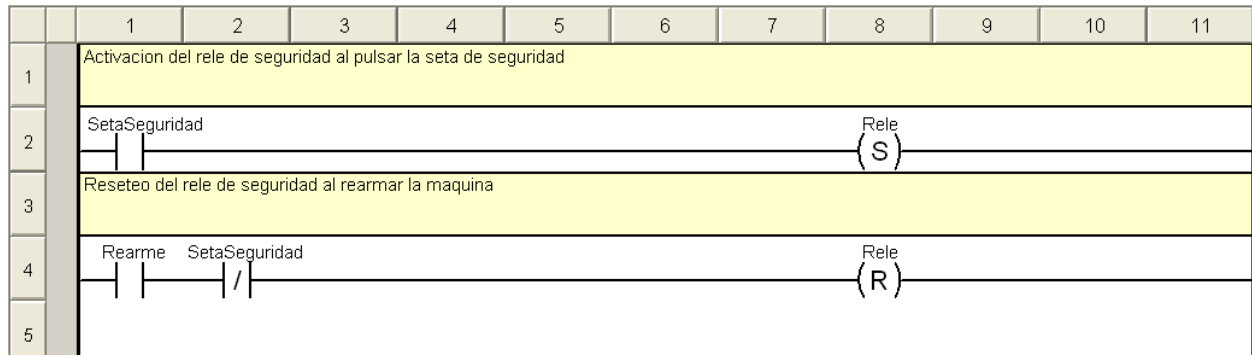 1 2 3 4 5 6 7 8 9 10 11
1
Activacion del rele de seguridad al pulsar la seta de seguridad
2
SetaSeguridad Rele
S
3
Reseteo del rele de seguridad al rearmar la maquina
4
Rearme SetaSeguridad Rele
/ R
5